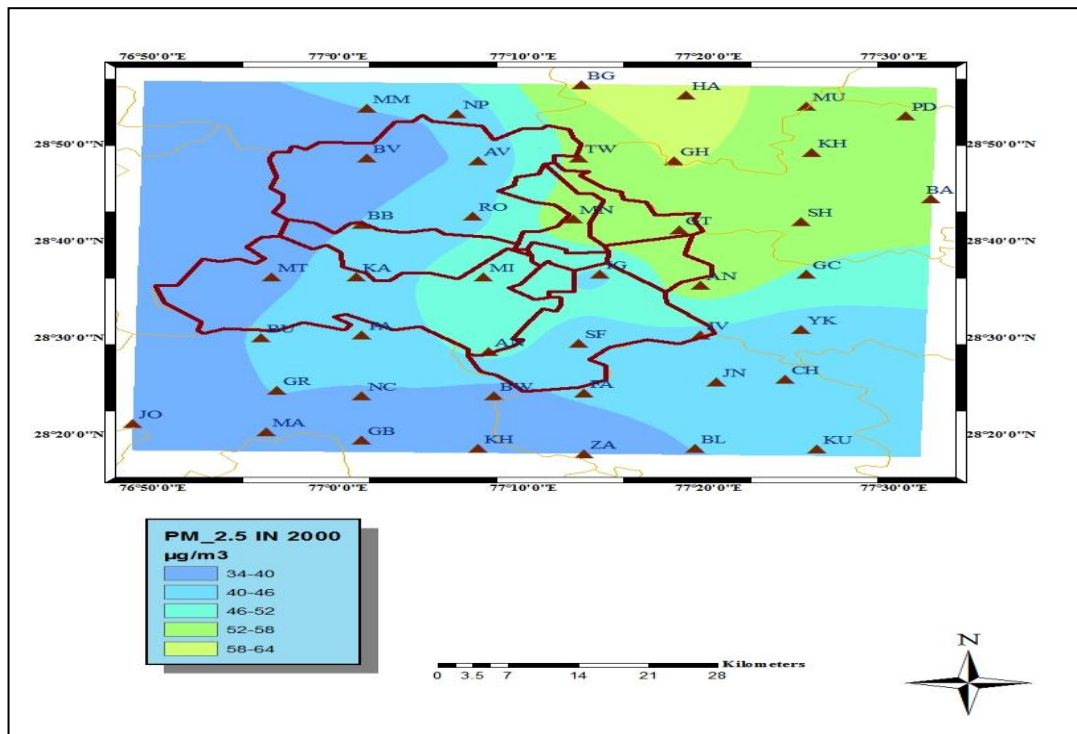 76°50'0"E 77°0'0"E 77°10'0"E 77°20'0"E 77°30'0"E
BG
HA
MM NP MU PD
28°50'0"N BV AV TW GH KH 28°50'0"N
BA
BB RO MN CT SH
28°40'0"N 28°40'0"N
MT KA MI IG AN GC
28°30'0"N PA SF IV YK 28°30'0"N
GR NC BW FA JN CH
JO MA GB KH ZA BL KU
28°20'0"N 28°20'0"N
76°50'0"E 77°0'0"E 77°10'0"E 77°20'0"E 77°30'0"E
PM_2.5 IN 2000
µg/m3
34-40
40-46
46-52
52-58
58-64
Kilometers
0 3.5 7 14 21 28
N